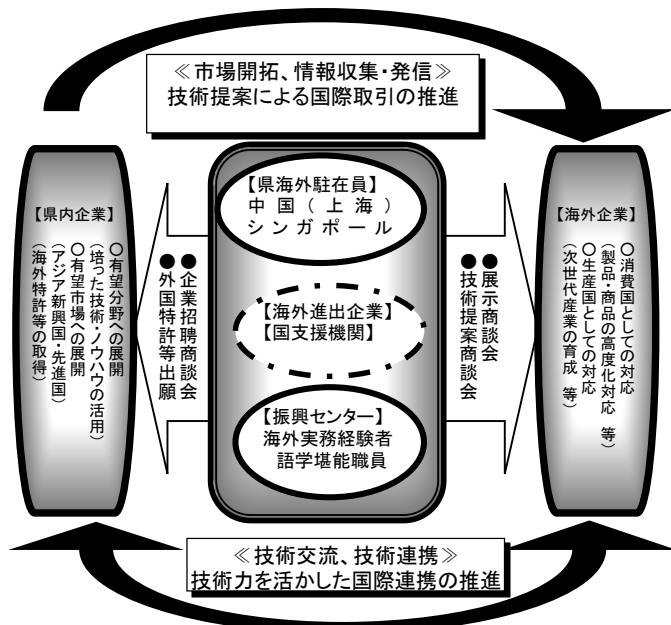 ≪市場開拓、情報収集・発信≫
技術提案による国際取引の推進
【県内企業】
○有望分野への展開
(培った技術・ノウハウの活用)
○有望市場への展開
(アジア新興国・先進国)
(海外特許等の取得)
●企業招聘商談会
●外国特許等出願
【県海外駐在員】
中国(上海)
シンガポール
【海外進出企業】
【国支援機関】
【振興センター】
海外実務経験者
語学堪能職員
●展示商談会
●技術提案商談会
【海外企業】
○消費国としての対応
(製品・商品の高度化対応 等)
○生産国としての対応
(次世代産業の育成 等)
≪技術交流、技術連携≫
技術力を活かした国際連携の推進